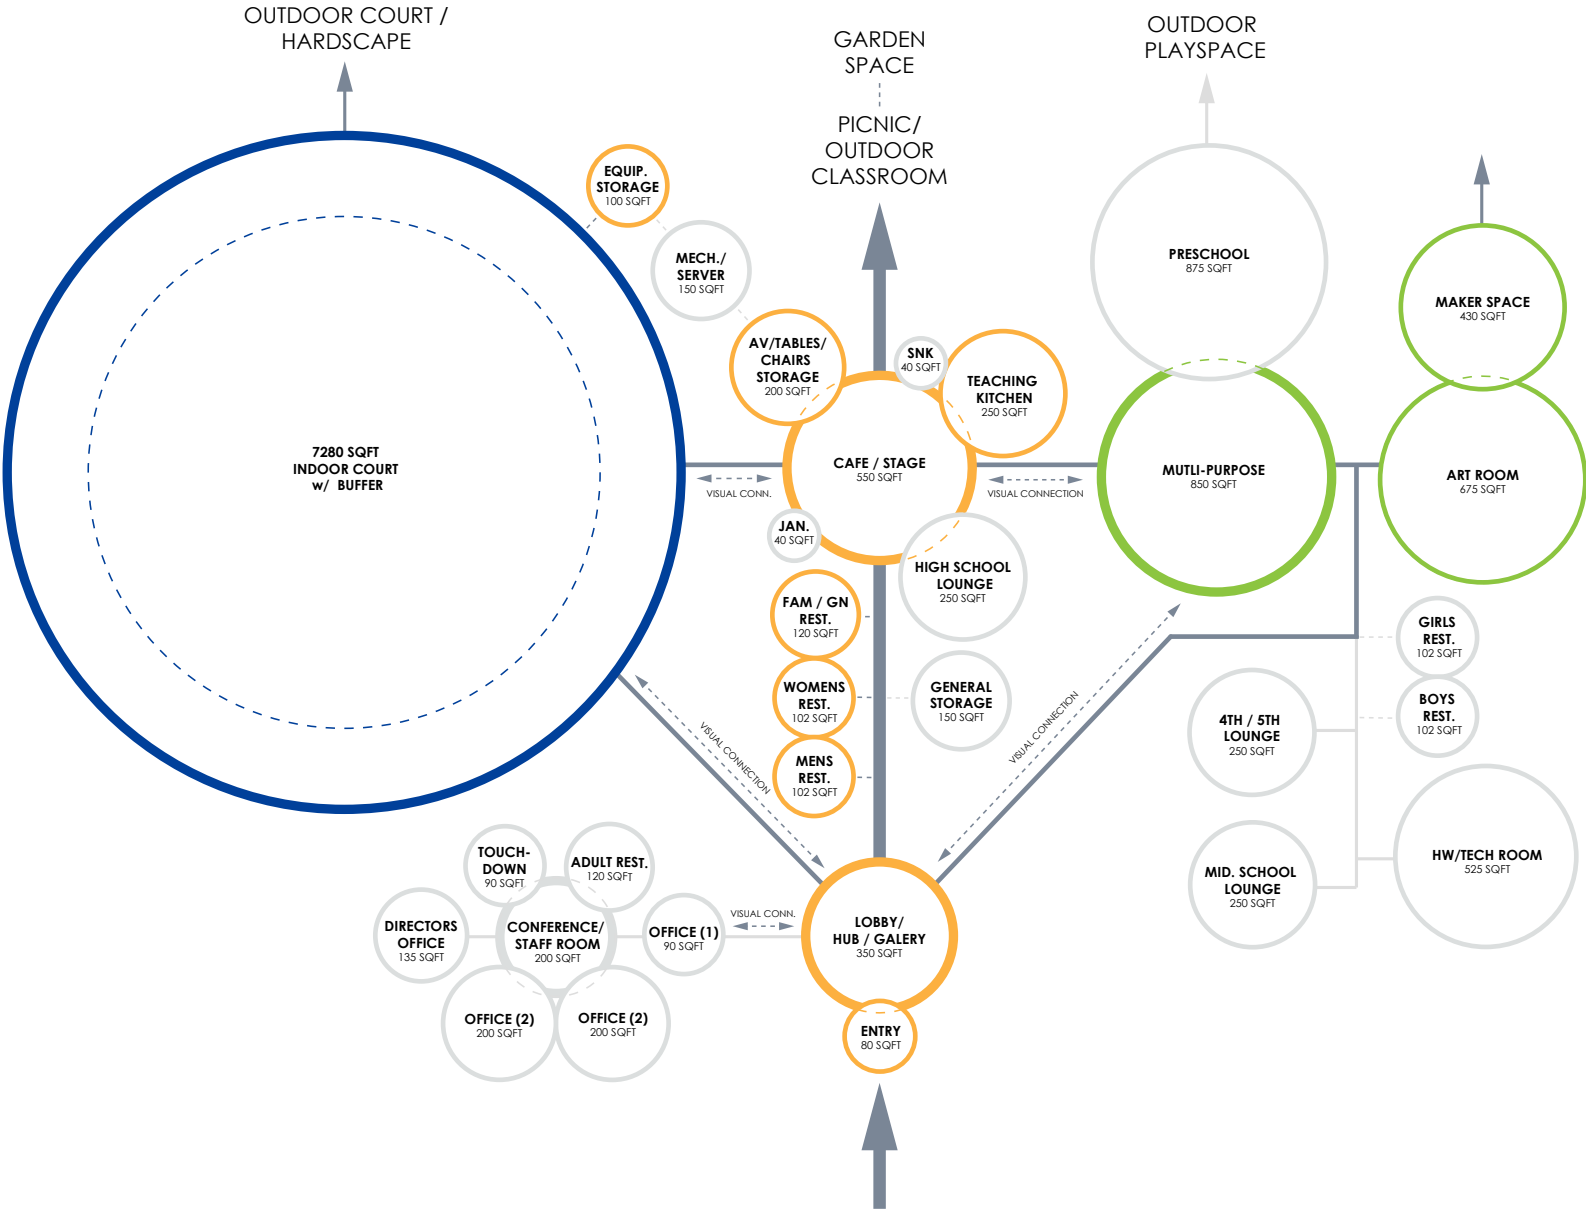 OUTDOOR COURT /
HARDSCAPE
GARDEN
SPACE
PICNIC/
OUTDOOR
CLASSROOM
OUTDOOR
PLAYSPACE
EQUIP.
STORAGE
100 SQFT
MECH./
SERVER
150 SQFT
AV/TABLES/
CHAIRS
STORAGE
200 SQFT
SNK
40 SQFT
TEACHING
KITCHEN
250 SQFT
PRESCHOOL
875 SQFT
MAKER SPACE
430 SQFT
7280 SQFT
INDOOR COURT
w/ BUFFER
VISUAL CONN.
CAFE / STAGE
550 SQFT
VISUAL CONNECTION
MUTLI-PURPOSE
850 SQFT
ART ROOM
675 SQFT
JAN.
40 SQFT
HIGH SCHOOL
LOUNGE
250 SQFT
FAM / GN
REST.
120 SQFT
WOMENS
REST.
102 SQFT
MENS
REST.
102 SQFT
GENERAL
STORAGE
150 SQFT
GIRLS
REST.
102 SQFT
BOYS
REST.
102 SQFT
4TH / 5TH
LOUNGE
250 SQFT
MID. SCHOOL
LOUNGE
250 SQFT
HW/TECH ROOM
525 SQFT
VISUAL CONNECTION
VISUAL CONNECTION
TOUCH-
DOWN
90 SQFT
ADULT REST.
120 SQFT
DIRECTORS
OFFICE
135 SQFT
CONFERENCE/
STAFF ROOM
200 SQFT
OFFICE (1)
90 SQFT
VISUAL CONN.
OFFICE (2)
200 SQFT
OFFICE (2)
200 SQFT
LOBBY/
HUB / GALERY
350 SQFT
ENTRY
80 SQFT